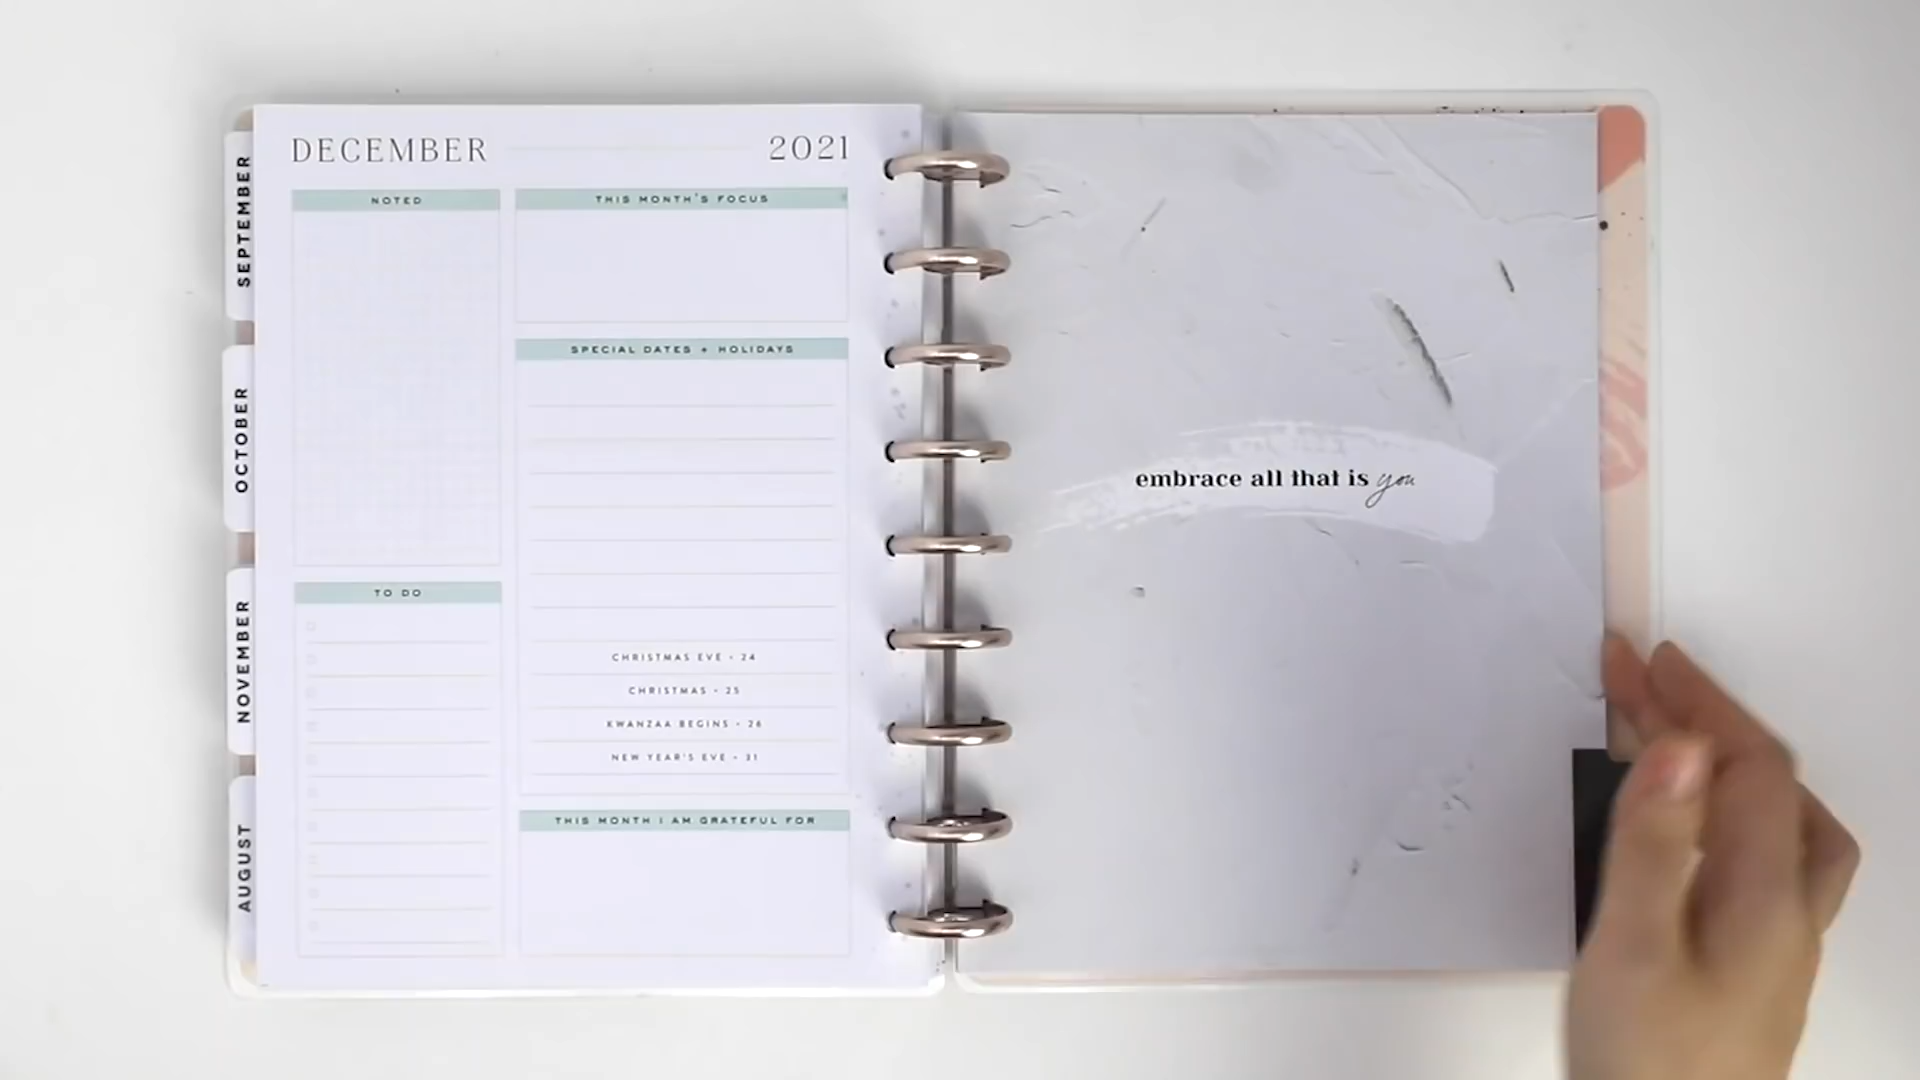 DECEMBER 2021
NOTED
THIS MONTH'S FOCUS
SPECIAL DATES + HOLIDAYS
TO DO
CHRISTMAS EVE • 24
CHRISTMAS • 25
KWANZAA BEGINS • 26
NEW YEAR'S EVE • 31
THIS MONTH I AM GRATEFUL FOR
SEPTEMBER
OCTOBER
NOVEMBER
AUGUST
embrace all that is you